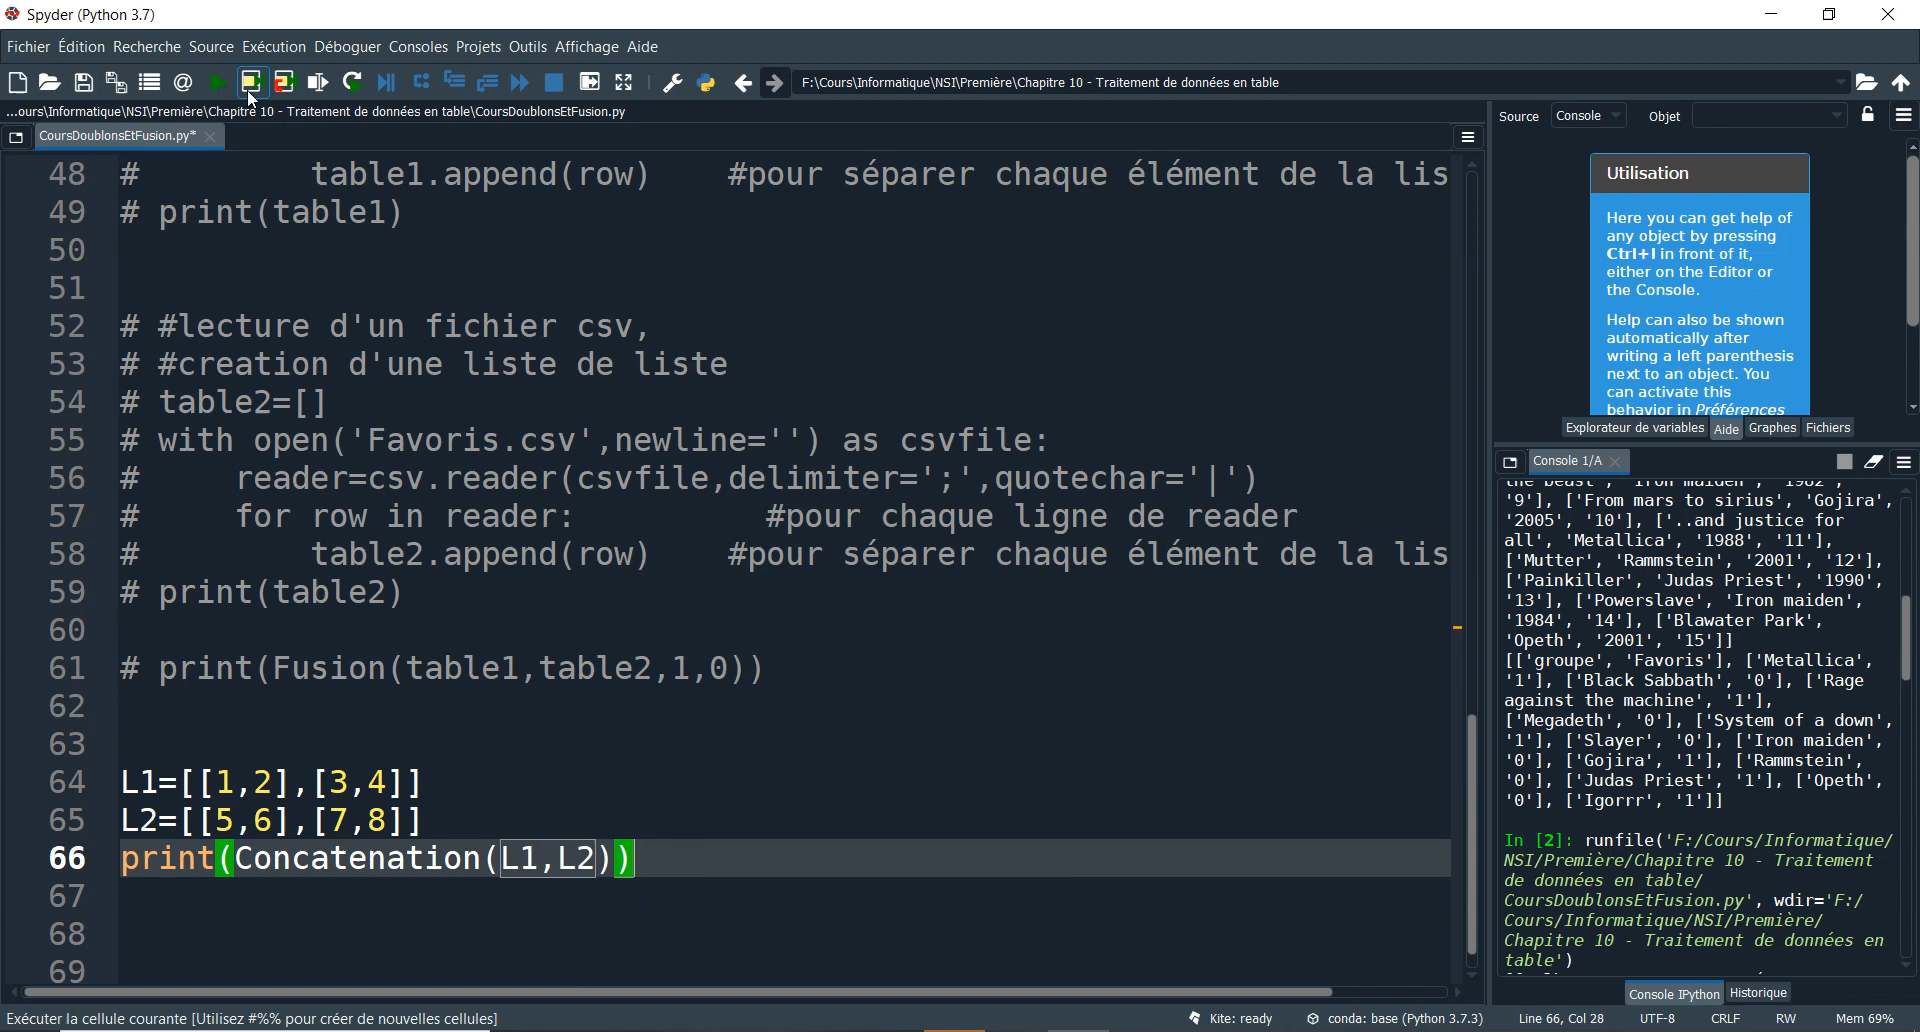 Spyder (Python 3.7)
Fichier Édition Recherche Source Exécution Déboguer Consoles Projets Outils Affichage Aide
F:\Cours\Informatique\NSI\Première\Chapitre 10 - Traitement de données en table
...ours\Informatique\NSI\Première\Chapitre 10 - Traitement de données en table\CoursDoublonsEtFusion.py
CoursDoublonsEtFusion.py*
48 #          table1.append(row)    #pour séparer chaque élément de la lis
49 # print(table1)
50
51
52 # #lecture d'un fichier csv,
53 # #creation d'une liste de liste
54 # table2=[]
55 # with open('Favoris.csv',newline='') as csvfile:
56 #     reader=csv.reader(csvfile,delimiter=';',quotechar='|')
57 #     for row in reader:          #pour chaque ligne de reader
58 #         table2.append(row)    #pour séparer chaque élément de la lis
59 # print(table2)
60
61 # print(Fusion(table1,table2,1,0))
62
63
64 L1=[[1,2],[3,4]]
65 L2=[[5,6],[7,8]]
66 print(Concatenation(L1,L2))
67
68
69
Source Console Objet
Utilisation
Here you can get help of
any object by pressing
Ctrl+I in front of it,
either on the Editor or
the Console.
Help can also be shown
automatically after
writing a left parenthesis
next to an object. You
can activate this
behavior in Préférences
Explorateur de variables Aide Graphes Fichiers
Console 1/A
the beast', 'Iron maiden', '1982',
'9'], ['From mars to sirius', 'Gojira',
'2005', '10'], ['..and justice for
all', 'Metallica', '1988', '11'],
['Mutter', 'Rammstein', '2001', '12'],
['Painkiller', 'Judas Priest', '1990',
'13'], ['Powerslave', 'Iron maiden',
'1984', '14'], ['Blawater Park',
'Opeth', '2001', '15']]
[['groupe', 'Favoris'], ['Metallica',
'1'], ['Black Sabbath', '0'], ['Rage
against the machine', '1'],
['Megadeth', '0'], ['System of a down',
'1'], ['Slayer', '0'], ['Iron maiden',
'0'], ['Gojira', '1'], ['Rammstein',
'0'], ['Judas Priest', '1'], ['Opeth',
'0'], ['Igorrr', '1']]
In [2]: runfile('F:/Cours/Informatique/
NSI/Première/Chapitre 10 - Traitement
de données en table/
CoursDoublonsEtFusion.py', wdir='F:/
Cours/Informatique/NSI/Première/
Chapitre 10 - Traitement de données en
table')
Console IPython Historique
Exécuter la cellule courante [Utilisez #%% pour créer de nouvelles cellules]
Kite: ready conda: base (Python 3.7.3) Line 66, Col 28 UTF-8 CRLF RW Mem 69%